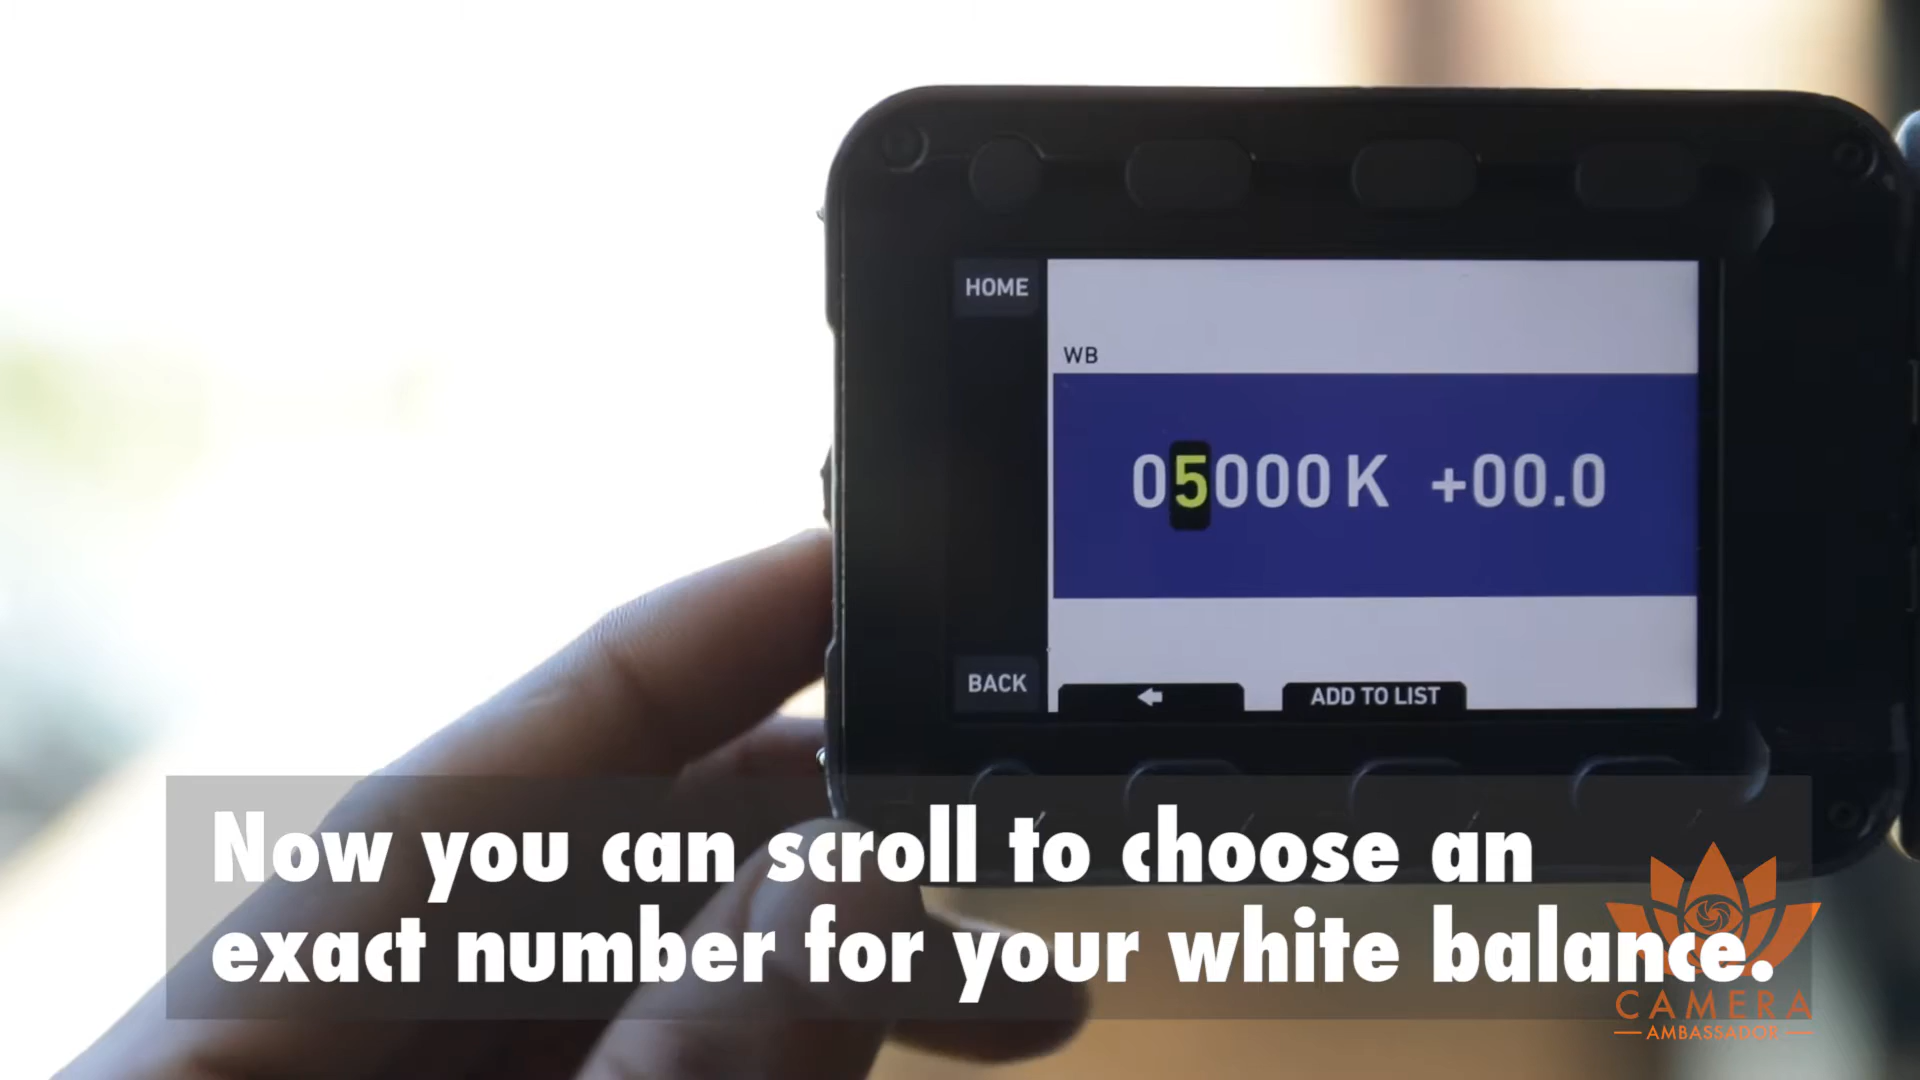 HOME
WB
05000 K +00.0
BACK
ADD TO LIST
Now you can scroll to choose an
exact number for your white balance.
CAMERA
AMBASSADOR